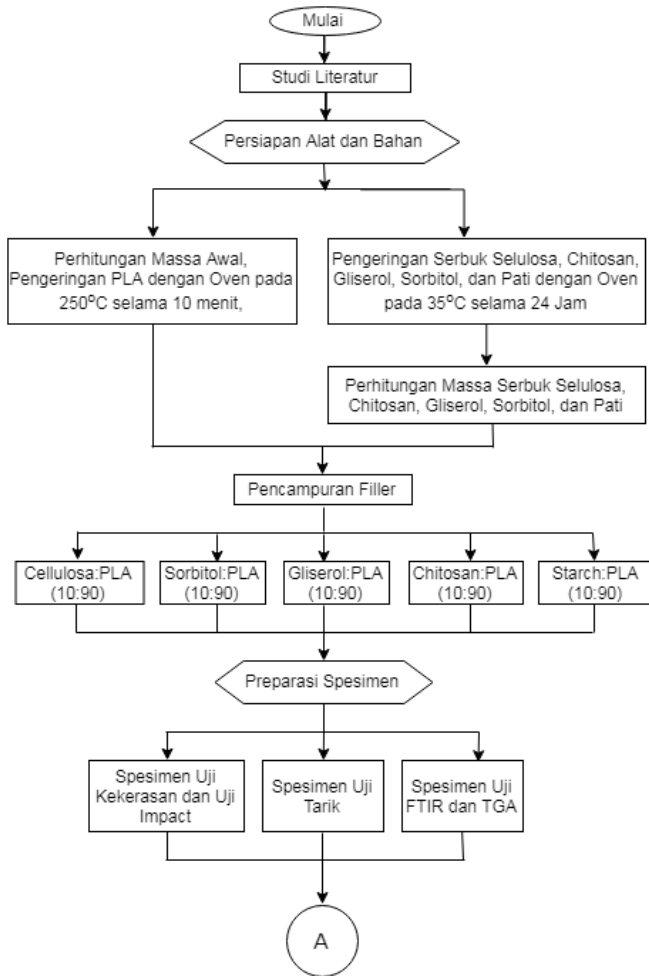 Mulai
Studi Literatur
Persiapan Alat dan Bahan
Perhitungan Massa Awal,
Pengeringan PLA dengan Oven pada
250°C selama 10 menit,
Pengeringan Serbuk Selulosa, Chitosan,
Gliserol, Sorbitol, dan Pati dengan Oven
pada 35°C selama 24 Jam
Perhitungan Massa Serbuk Selulosa,
Chitosan, Gliserol, Sorbitol, dan Pati
Pencampuran Filler
Cellulosa:PLA
(10:90)
Sorbitol:PLA
(10:90)
Gliserol:PLA
(10:90)
Chitosan:PLA
(10:90)
Starch:PLA
(10:90)
Preparasi Spesimen
Spesimen Uji
Kekerasan dan Uji
Impact
Spesimen Uji
Tarik
Spesimen Uji
FTIR dan TGA
A